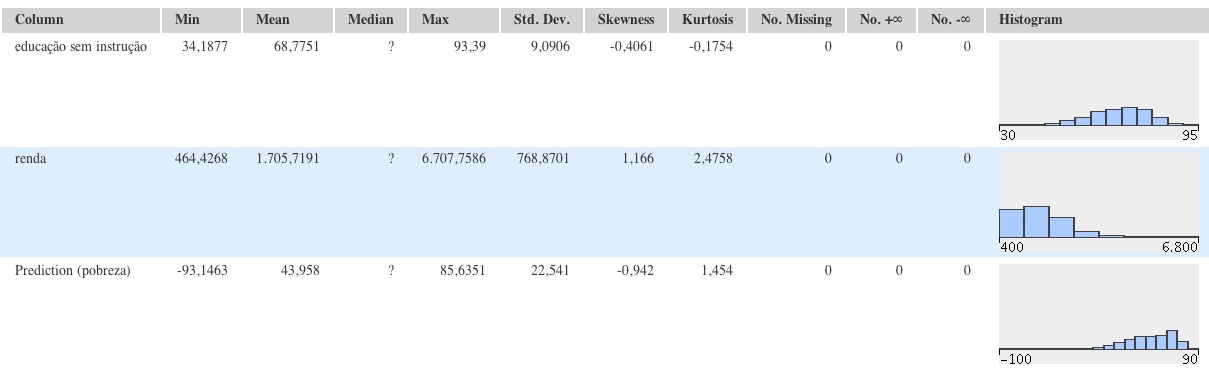 Column Min Mean Median Max Std. Dev. Skewness Kurtosis No. Missing No. +∞ No. -∞ Histogram
educação sem instrução 34,1877 68,7751 ? 93,39 9,0906 -0,4061 -0,1754 0 0 0
30 95
renda 464,4268 1.705,7191 ? 6.707,7586 768,8701 1,166 2,4758 0 0 0
400 6.800
Prediction (pobreza) -93,1463 43,958 ? 85,6351 22,541 -0,942 1,454 0 0 0
-100 90